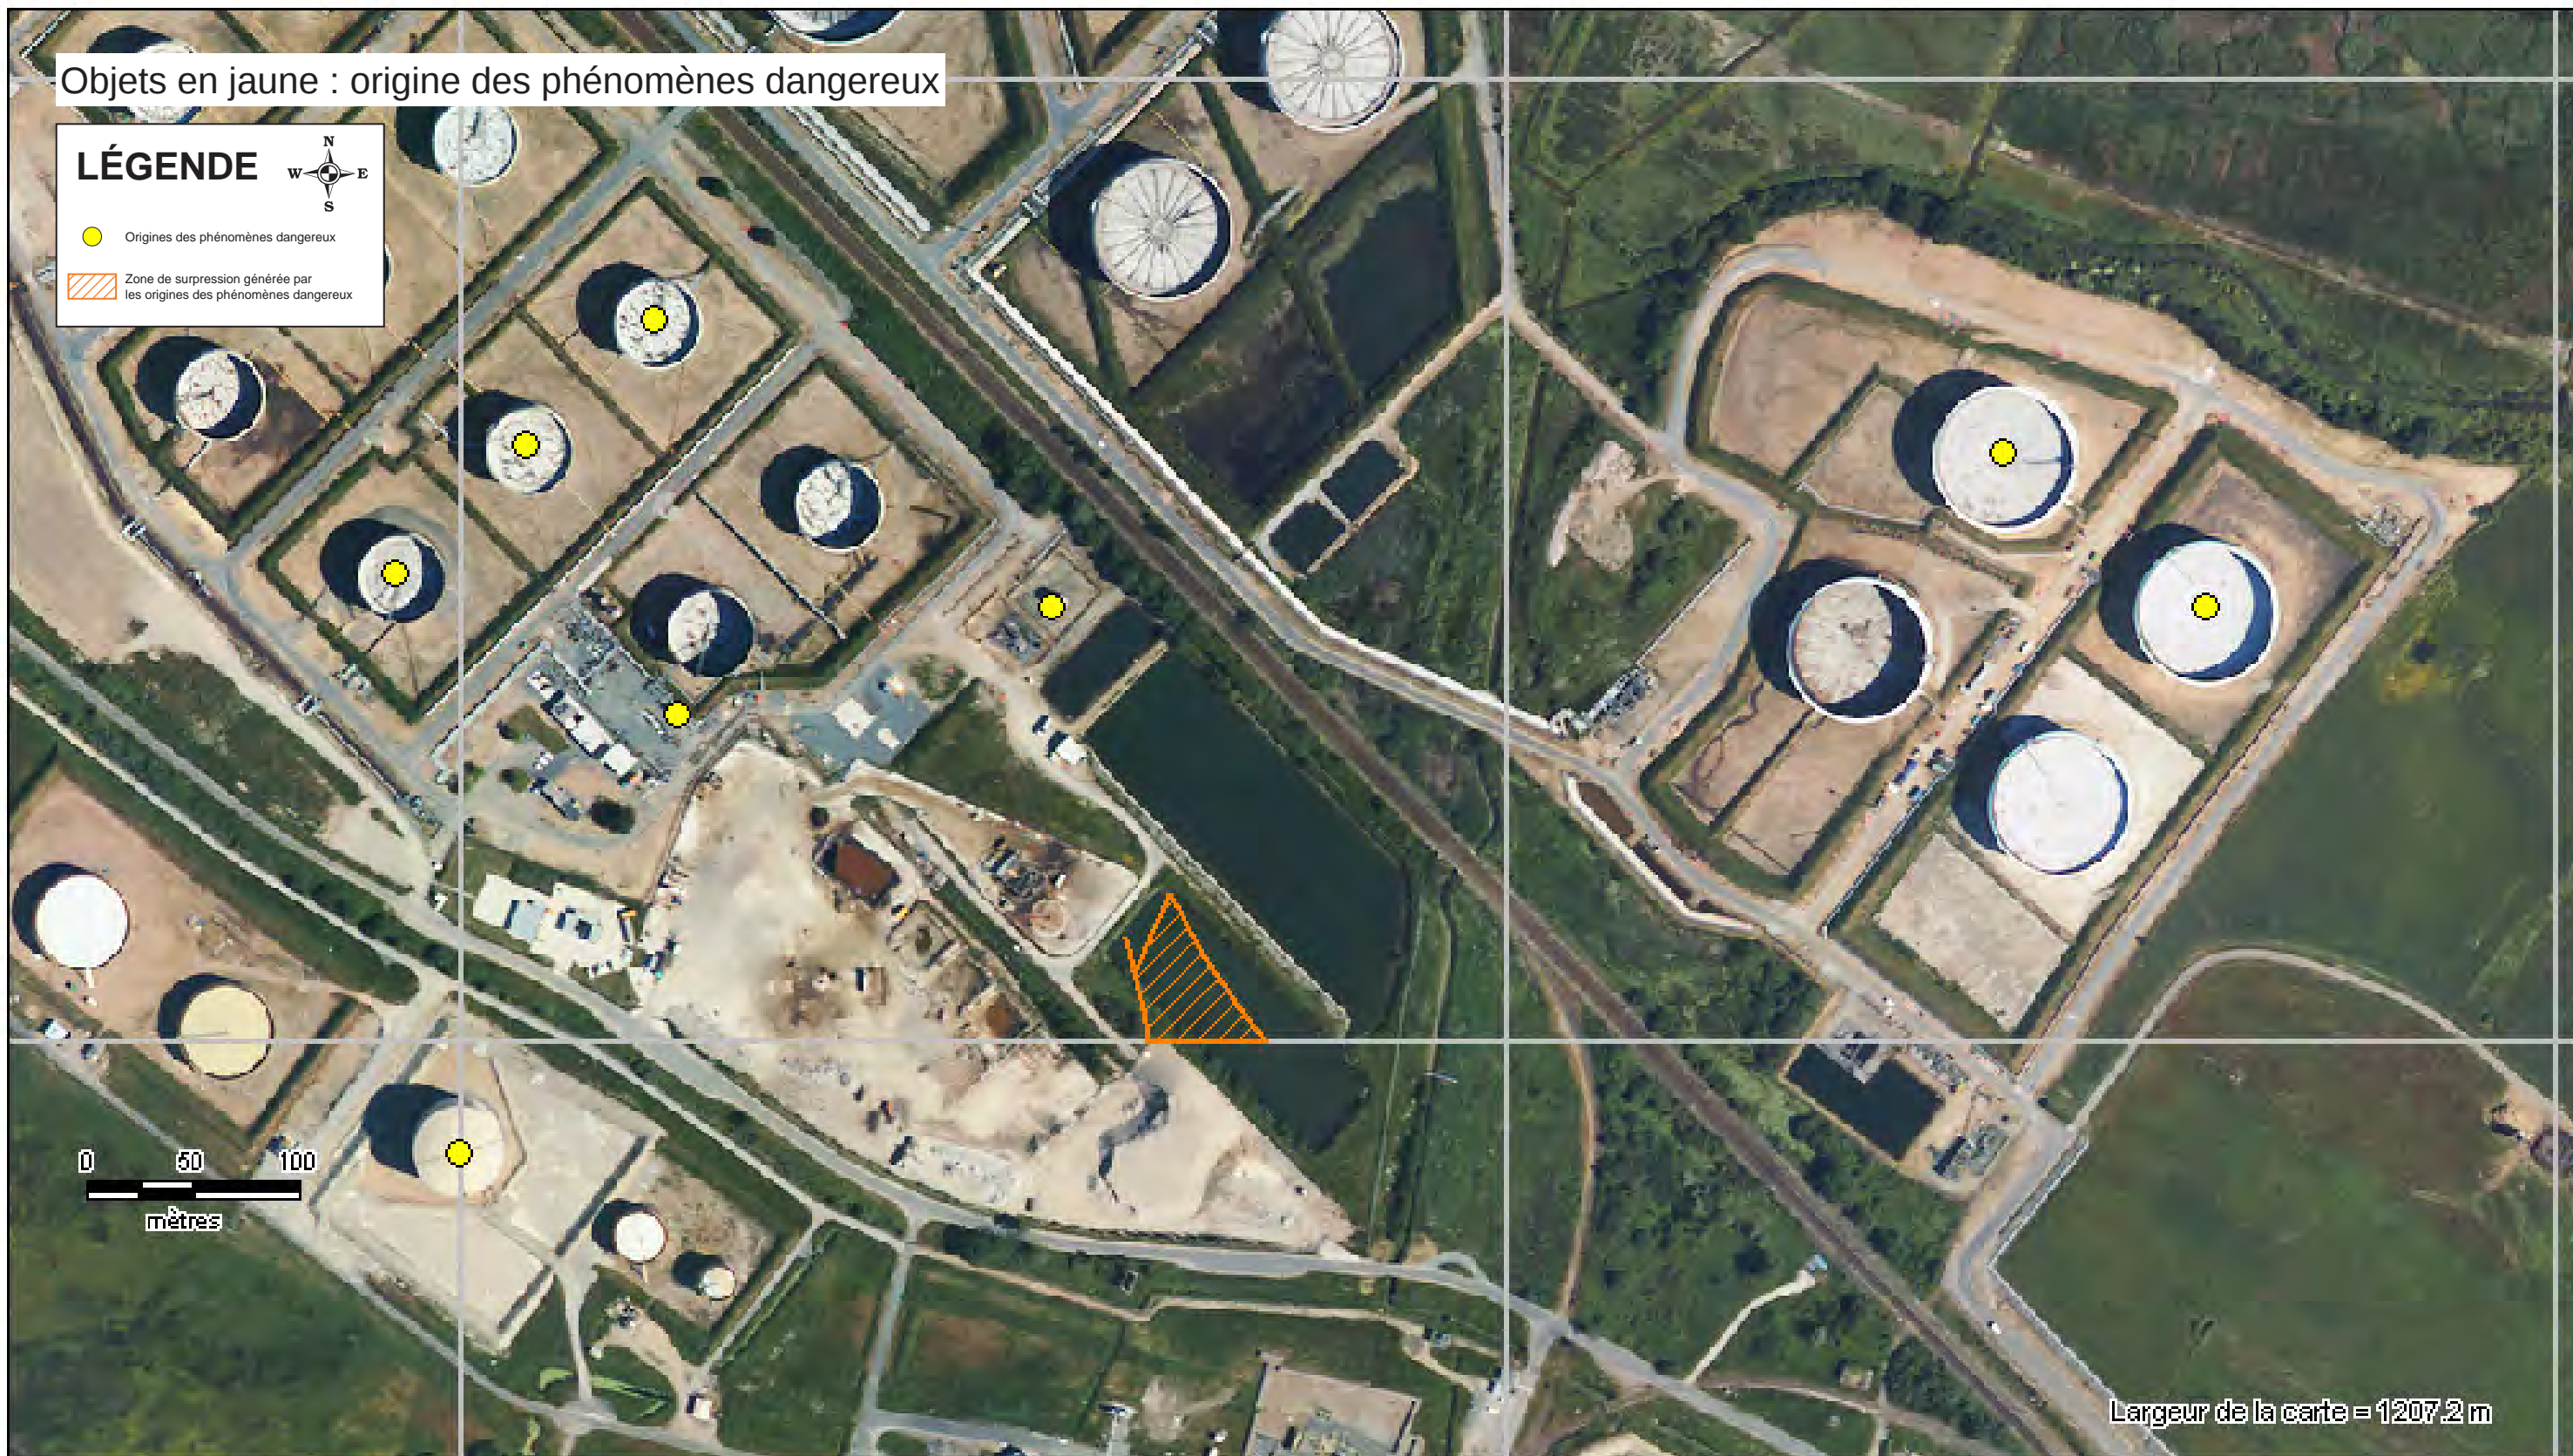 Objets en jaune : origine des phénomènes dangereux
LÉGENDE
N
W
E
S
Origines des phénomènes dangereux
Zone de surpression générée par
les origines des phénomènes dangereux
0 50 100
mètres
Largeur de la carte = 1207.2 m